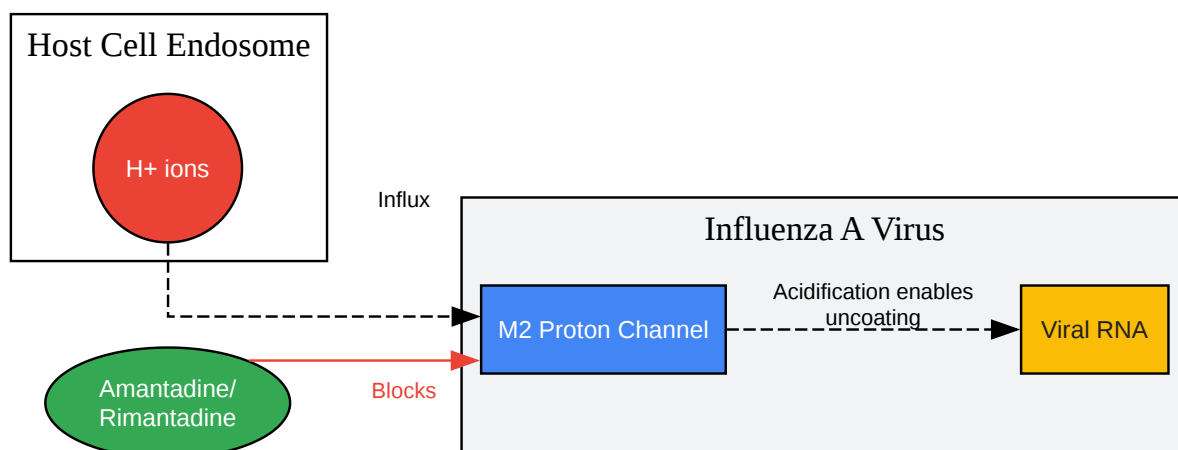 Host Cell Endosome
H+ ions
Influx
Influenza A Virus
M2 Proton Channel
Acidification enables
uncoating
Viral RNA
Amantadine/
Rimantadine
Blocks